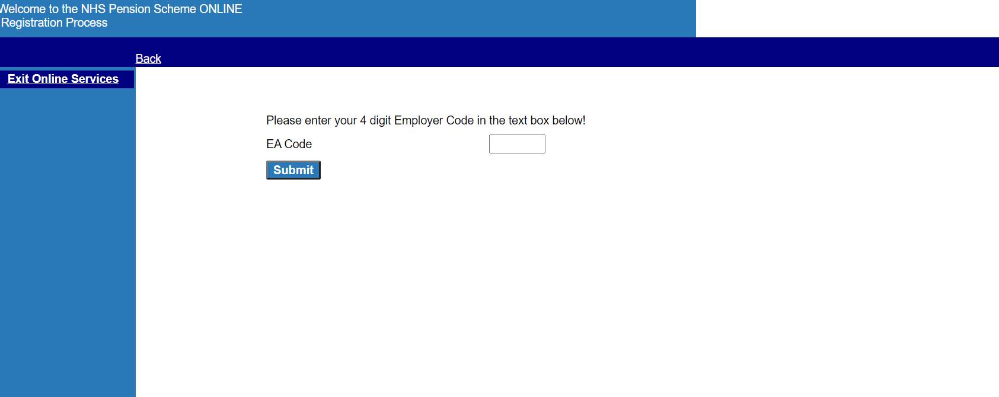 Welcome to the NHS Pension Scheme ONLINE
Registration Process
Back
Exit Online Services
Please enter your 4 digit Employer Code in the text box below!
EA Code
Submit